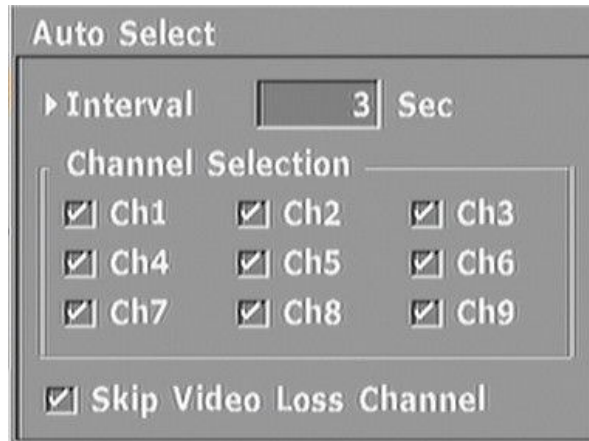 Auto Select
Interval 3 Sec
Channel Selection
Ch1 Ch2 Ch3
Ch4 Ch5 Ch6
Ch7 Ch8 Ch9
Skip Video Loss Channel